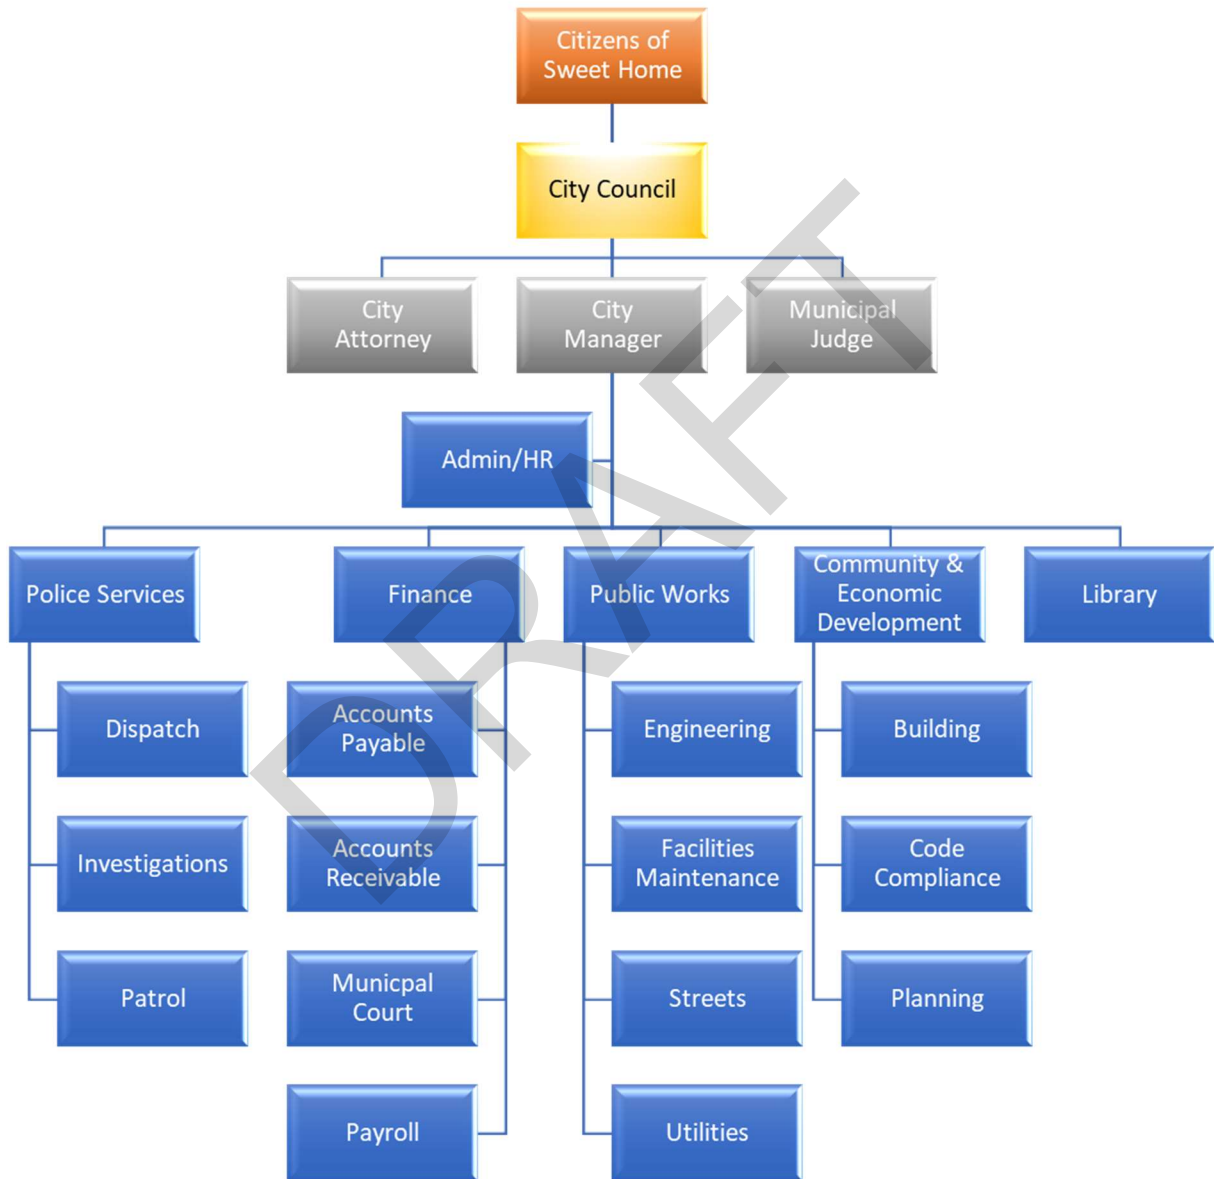 Citizens of
Sweet Home
City Council
City
Attorney
City
Manager
Municipal
Judge
Admin/HR
Police Services
Finance
Public Works
Community &
Economic
Development
Library
Dispatch
Accounts
Payable
Engineering
Building
Investigations
Accounts
Receivable
Facilities
Maintenance
Code
Compliance
Patrol
Municpal
Court
Streets
Planning
Payroll
Utilities
DRAFT